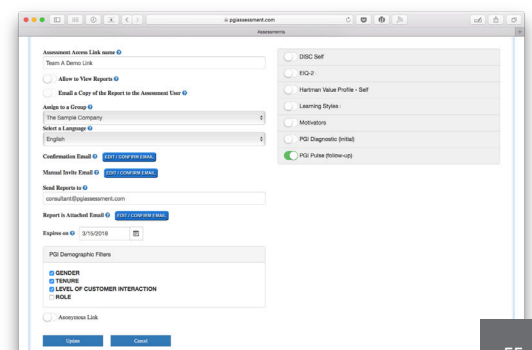 pgiassessment.com
Assessments
Assessment Access Link name
Team A Demo Link
Allow to View Reports
Email a Copy of the Report to the Assessment User
Assign to a Group
The Sample Company
Select a Language
English
Confirmation Email EDIT / CONFIRM EMAIL
Manual Invite Email EDIT / CONFIRM EMAIL
Send Reports to
consultant@pgiassessment.com
Report is Attached Email EDIT / CONFIRM EMAIL
Expires on 3/15/2018
PGI Demographic Filters
GENDER
TENURE
LEVEL OF CUSTOMER INTERACTION
ROLE
Anonymous Link
Update Cancel
DISC Self
EIQ-2
Hartman Value Profile - Self
Learning Styles
Motivators
PGI Diagnostic (initial)
PGI Pulse (follow-up)